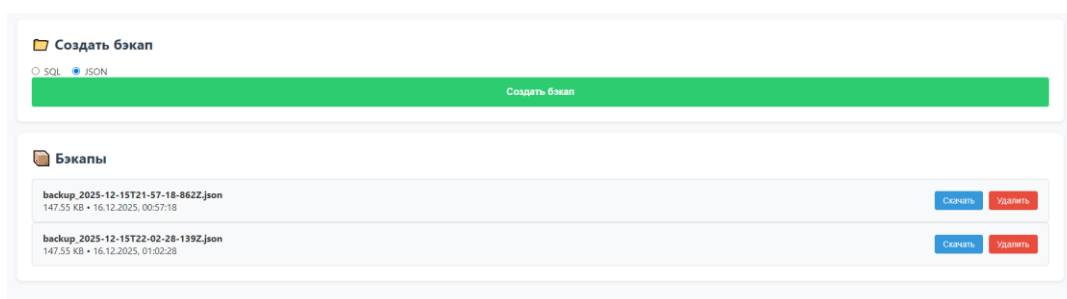 Создать бэкап
SQL JSON
Создать бэкап
Бэкапы
backup_2025-12-15T21-57-18-862Z.json
147.55 KB • 16.12.2025, 00:57:18
Скачать Удалить
backup_2025-12-15T22-02-28-139Z.json
147.55 KB • 16.12.2025, 01:02:28
Скачать Удалить